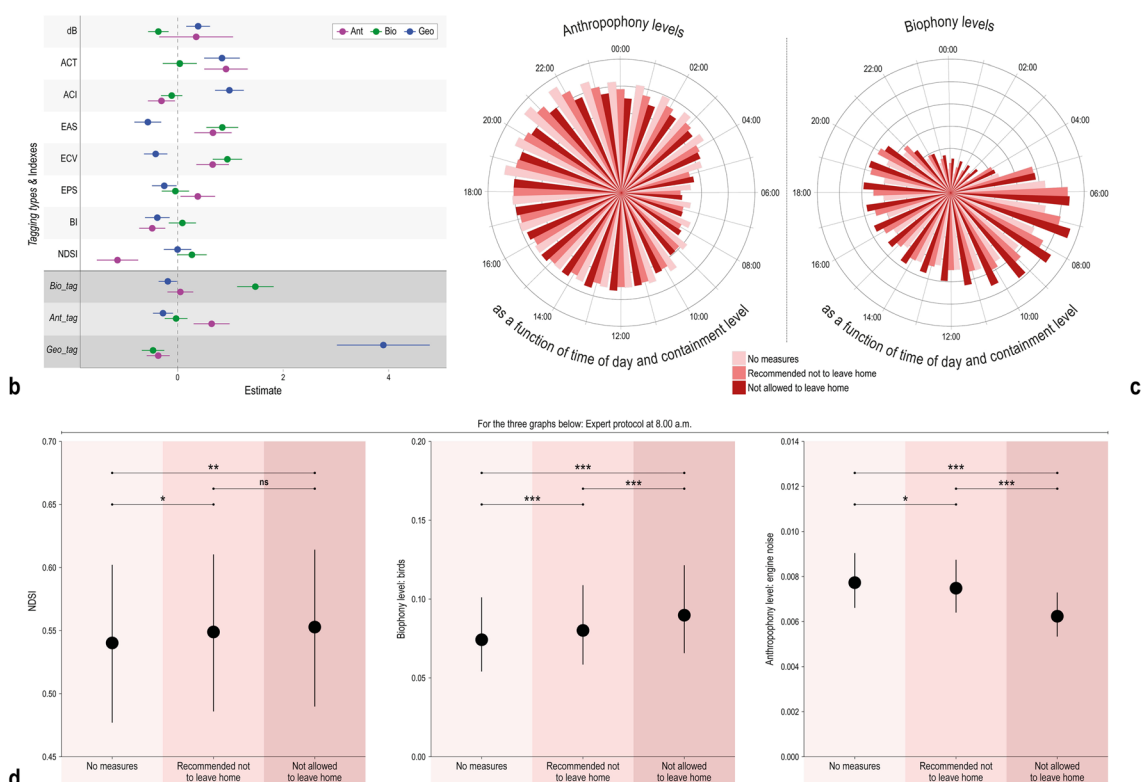 dB
ACT
ACI
EAS
ECV
EPS
BI
NDSI
Bio_tag
Ant_tag
Geo_tag
Tagging types & Indexes
Ant Bio Geo
0 2 4
Estimate
b
Anthropophony levels
00:00
02:00
04:00
06:00
08:00
10:00
12:00
14:00
16:00
18:00
20:00
22:00
as a function of time of day and containment level
Biophony levels
00:00
02:00
04:00
06:00
08:00
10:00
12:00
14:00
16:00
18:00
20:00
22:00
as a function of time of day and containment level
No measures
Recommended not to leave home
Not allowed to leave home
c
For the three graphs below: Expert protocol at 8.00 a.m.
0.70
0.65
0.60
0.55
0.50
0.45
NDSI
**
ns
*
No measures
Recommended not
to leave home
Not allowed
to leave home
0.20
0.15
0.10
0.05
0.00
Biophony level: birds
***
***
***
No measures
Recommended not
to leave home
Not allowed
to leave home
0.014
0.012
0.010
0.008
0.006
0.004
0.002
0.000
Anthropophony level: engine noise
***
***
*
No measures
Recommended not
to leave home
Not allowed
to leave home
d